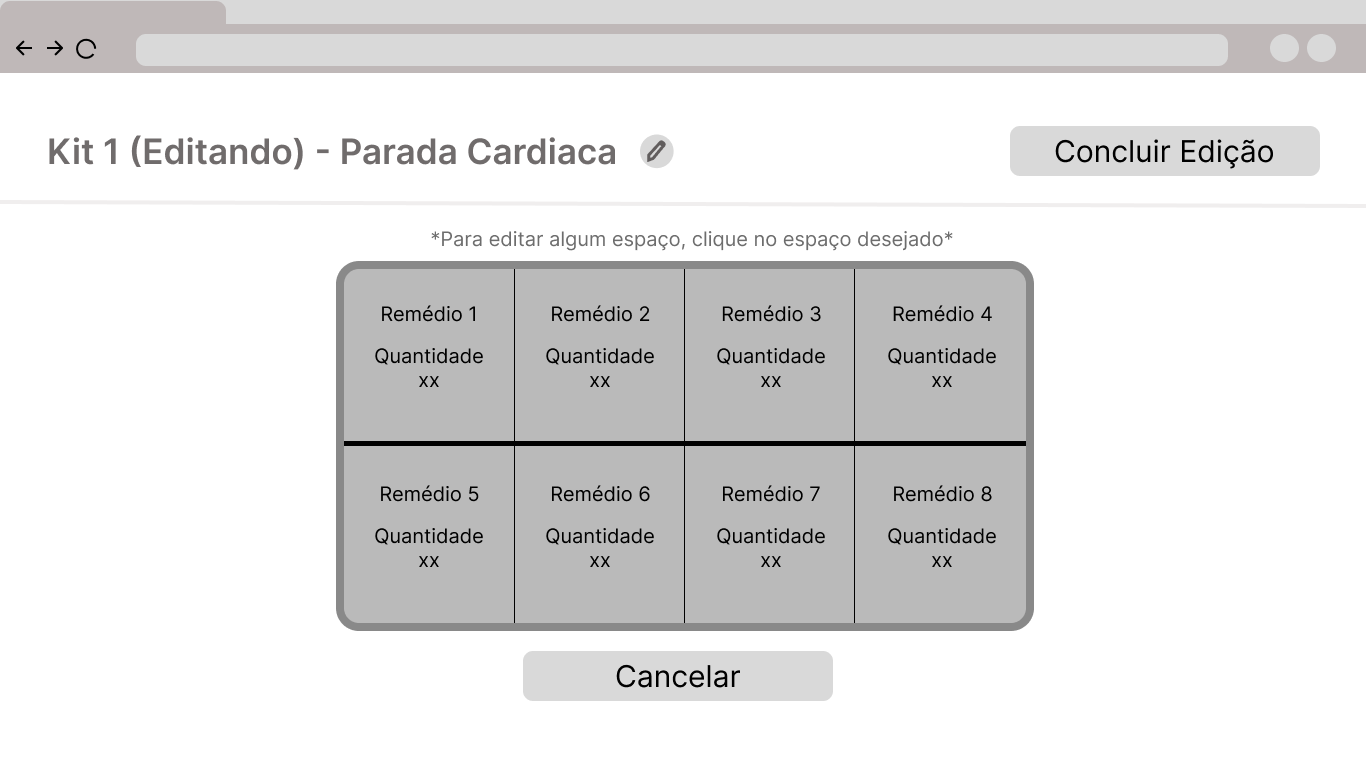 Kit 1 (Editando) - Parada Cardiaca
Concluir Edição
*Para editar algum espaço, clique no espaço desejado*
Remédio 1
Quantidade
xx
Remédio 2
Quantidade
xx
Remédio 3
Quantidade
xx
Remédio 4
Quantidade
xx
Remédio 5
Quantidade
xx
Remédio 6
Quantidade
xx
Remédio 7
Quantidade
xx
Remédio 8
Quantidade
xx
Cancelar